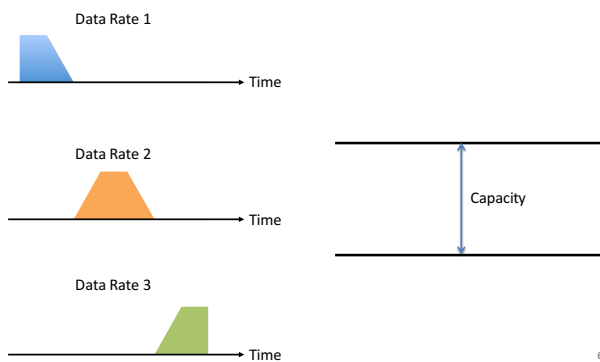 Data Rate 1
Time
Data Rate 2
Time
Data Rate 3
Time
Capacity